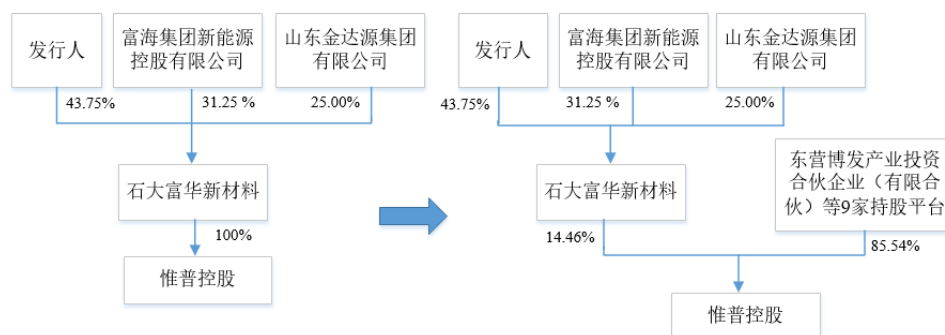 发行人
富海集团新能源
控股有限公司
山东金达源集团
有限公司
43.75%
31.25 %
25.00%
石大富华新材料
100%
惟普控股
发行人
富海集团新能源
控股有限公司
山东金达源集团
有限公司
43.75%
31.25 %
25.00%
石大富华新材料
东营博发产业投资
合伙企业（有限合
伙）等9家持股平台
14.46%
85.54%
惟普控股